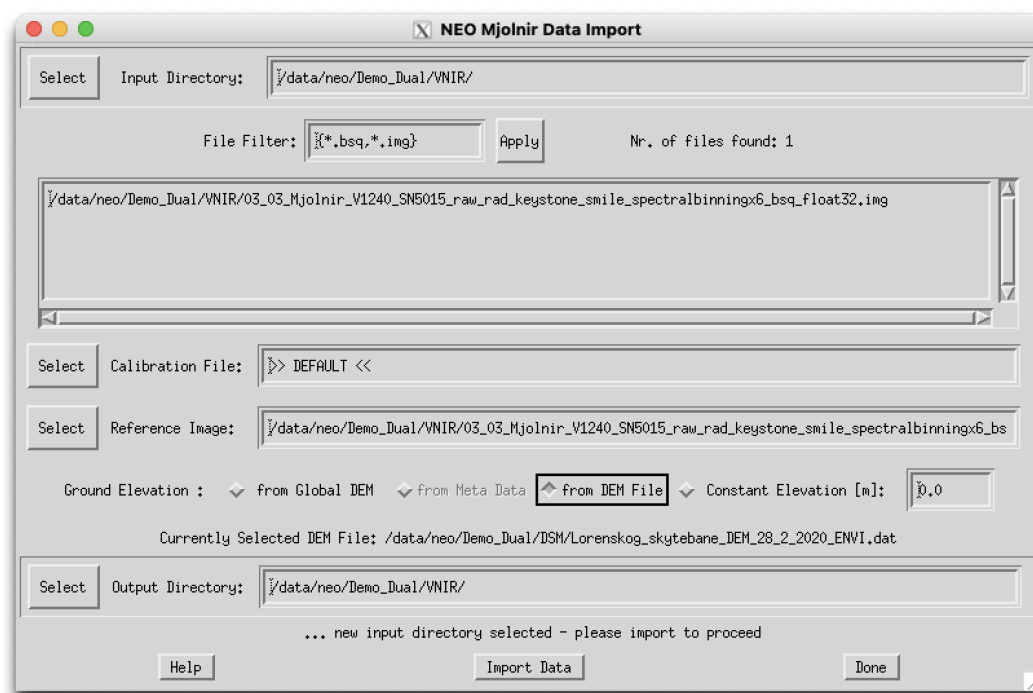 NEO Mjolnir Data Import
Select Input Directory: /data/neo/Demo_Dual/VNIR/
File Filter: {*.bsq,*.img} Apply Nr. of files found: 1
/data/neo/Demo_Dual/VNIR/03_03_Mjolnir_V1240_SN5015_raw_rad_keystone_smile_spectralbinningx6_bsq_float32.img
Select Calibration File: >> DEFAULT <<
Select Reference Image: /data/neo/Demo_Dual/VNIR/03_03_Mjolnir_V1240_SN5015_raw_rad_keystone_smile_spectralbinningx6_bs
Ground Elevation : from Global DEM from Meta Data from DEM File Constant Elevation [m]: 0.0
Currently Selected DEM File: /data/neo/Demo_Dual/DSM/Lorenskog_skytebane_DEM_28_2_2020_ENVI.dat
Select Output Directory: /data/neo/Demo_Dual/VNIR/
... new input directory selected - please import to proceed
Help Import Data Done